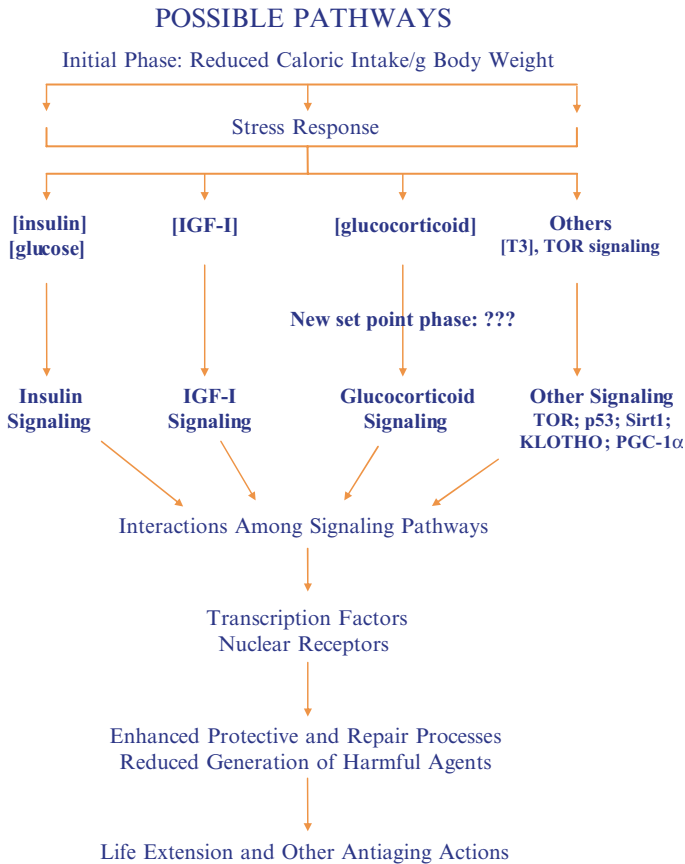 POSSIBLE PATHWAYS
Initial Phase: Reduced Caloric Intake/g Body Weight
Stress Response
[insulin]
[glucose]
[IGF-I]
[glucocorticoid]
Others
[T3], TOR signaling
New set point phase: ???
Insulin
Signaling
IGF-I
Signaling
Glucocorticoid
Signaling
Other Signaling
TOR; p53; Sirt1;
KLOTHO; PGC-1α
Interactions Among Signaling Pathways
Transcription Factors
Nuclear Receptors
Enhanced Protective and Repair Processes
Reduced Generation of Harmful Agents
Life Extension and Other Antiaging Actions